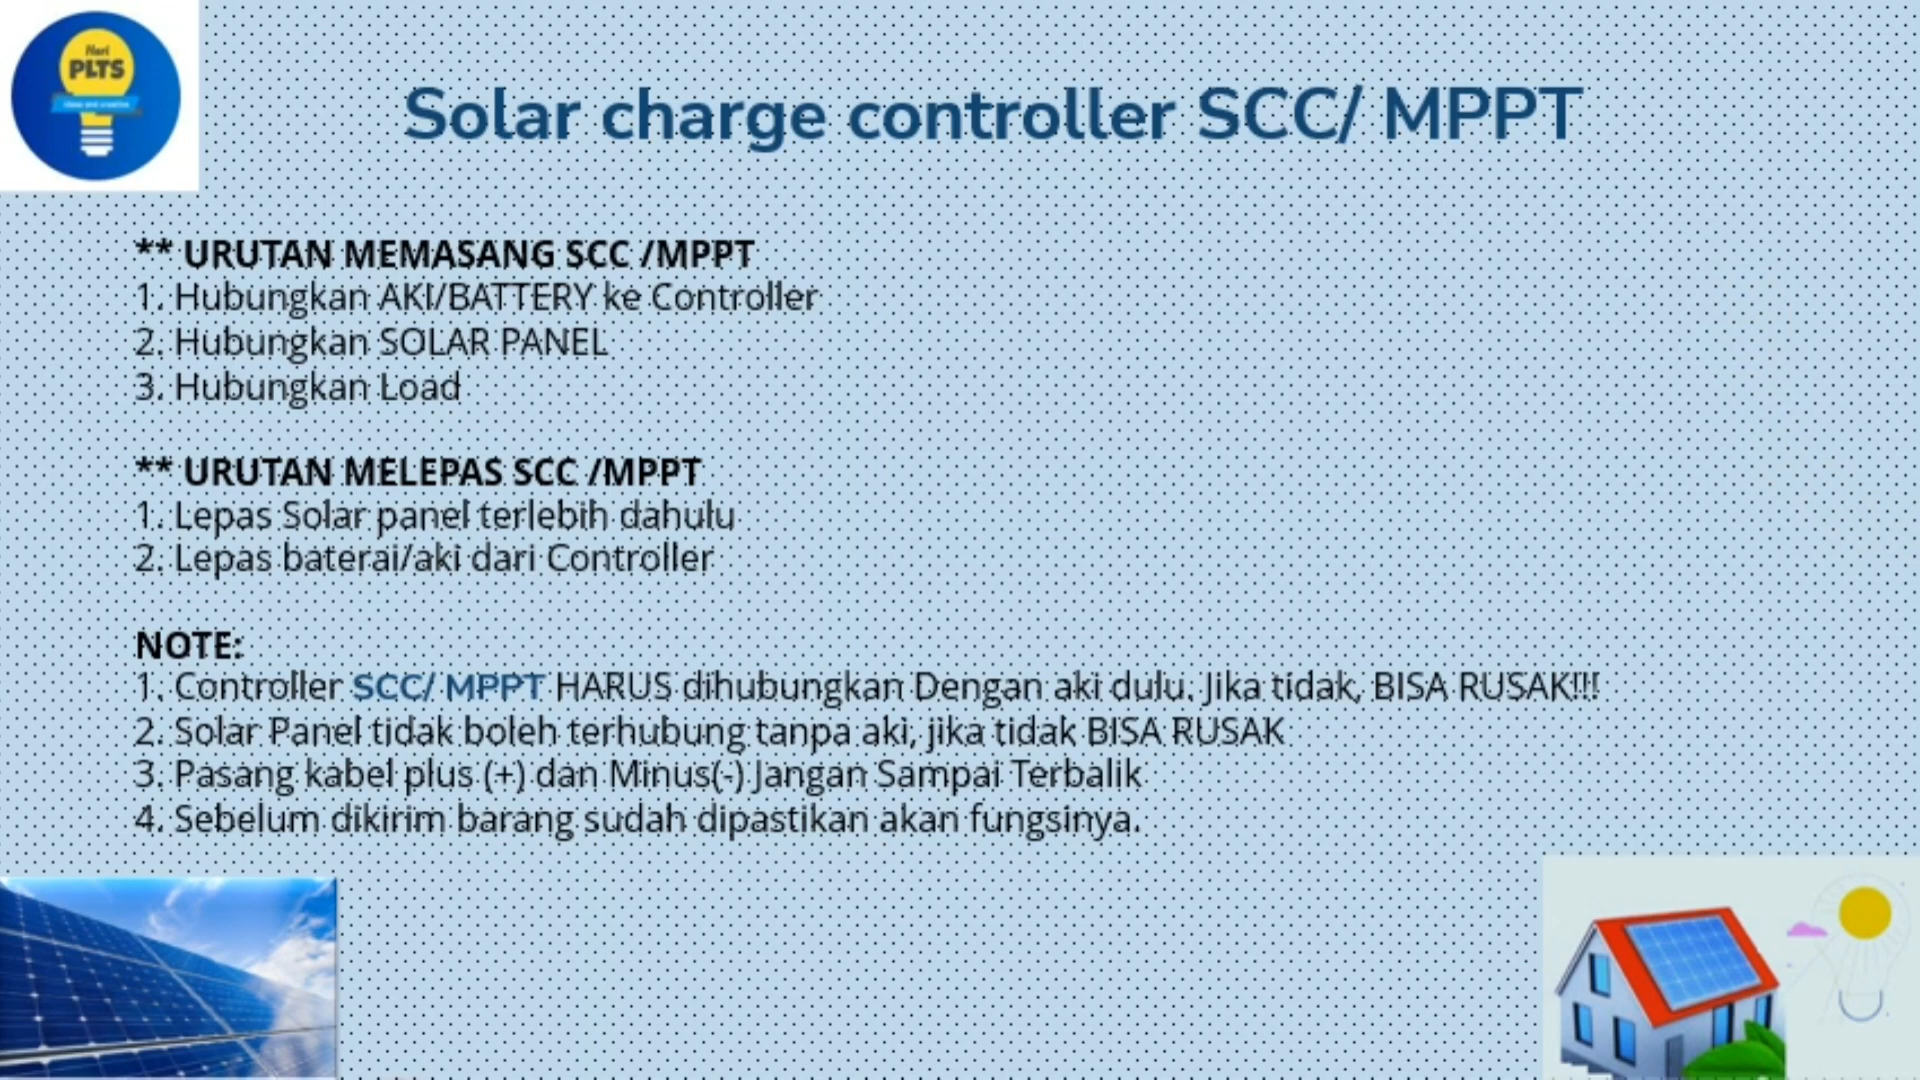 Hari
PLTS
ideas and creative
Solar charge controller SCC/ MPPT
** URUTAN MEMASANG SCC /MPPT
1. Hubungkan AKI/BATTERY ke Controller
2. Hubungkan SOLAR PANEL
3. Hubungkan Load
** URUTAN MELEPAS SCC /MPPT
1. Lepas Solar panel terlebih dahulu
2. Lepas baterai/aki dari Controller
NOTE:
1. Controller SCC/ MPPT HARUS dihubungkan Dengan aki dulu. Jika tidak, BISA RUSAK!!!
2. Solar Panel tidak boleh terhubung tanpa aki, jika tidak BISA RUSAK
3. Pasang kabel plus (+) dan Minus(-) Jangan Sampai Terbalik
4. Sebelum dikirim barang sudah dipastikan akan fungsinya.